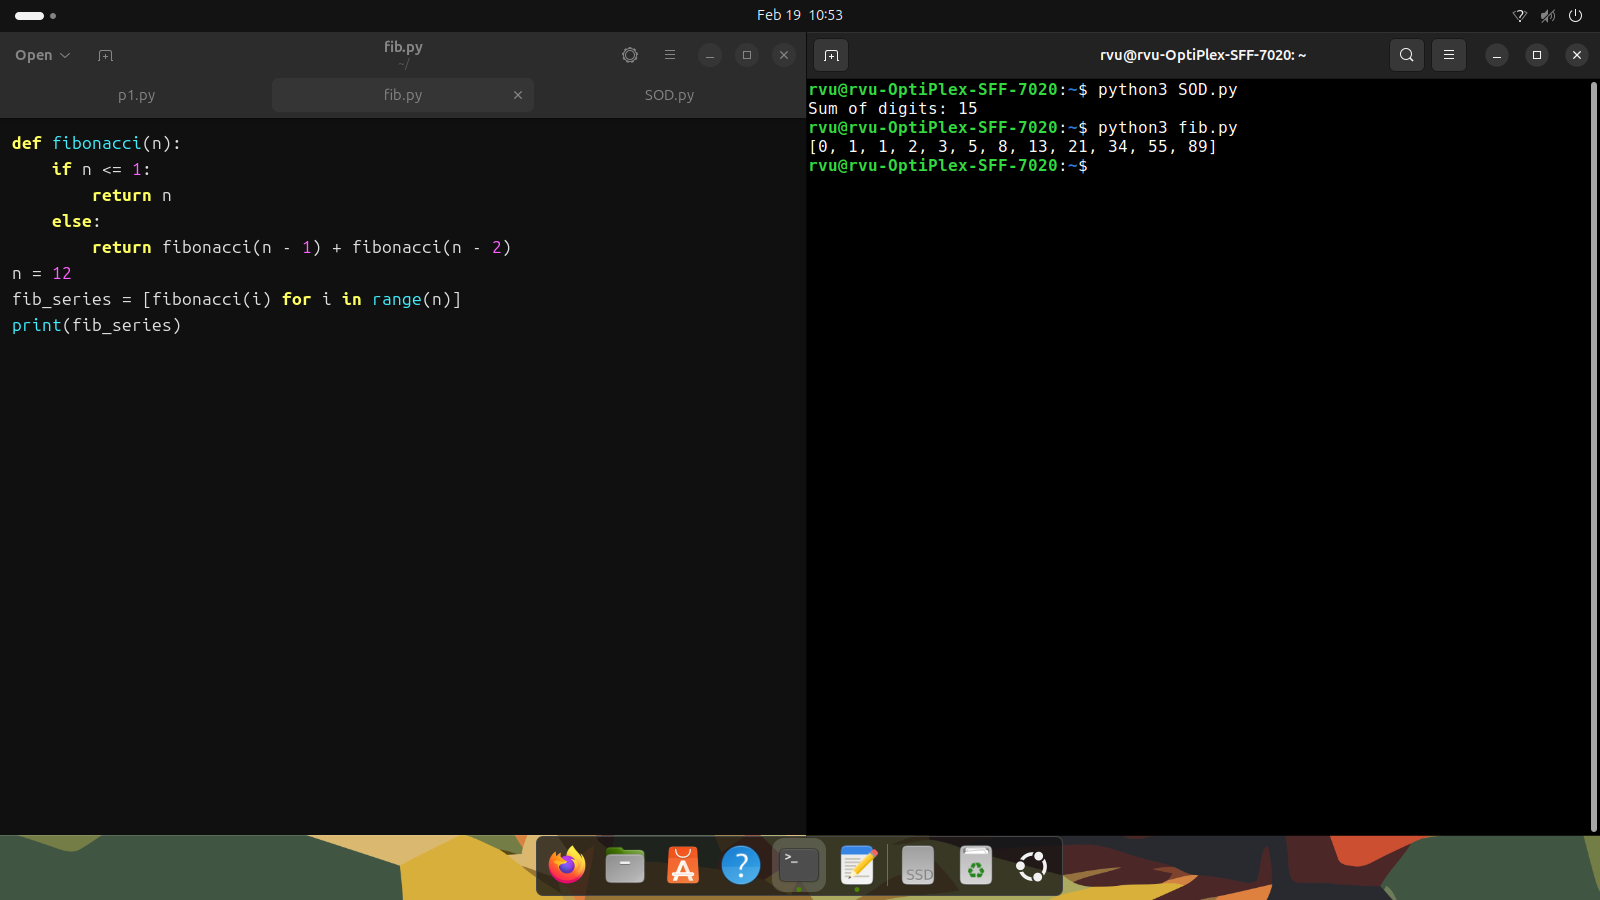 Feb 19 10:53
Open
fib.py
~/
rvu@rvu-OptiPlex-SFF-7020: ~
p1.py
fib.py
SOD.py
def fibonacci(n):
    if n <= 1:
        return n
    else:
        return fibonacci(n - 1) + fibonacci(n - 2)
n = 12
fib_series = [fibonacci(i) for i in range(n)]
print(fib_series)
rvu@rvu-OptiPlex-SFF-7020:~$ python3 SOD.py
Sum of digits: 15
rvu@rvu-OptiPlex-SFF-7020:~$ python3 fib.py
[0, 1, 1, 2, 3, 5, 8, 13, 21, 34, 55, 89]
rvu@rvu-OptiPlex-SFF-7020:~$
SSD